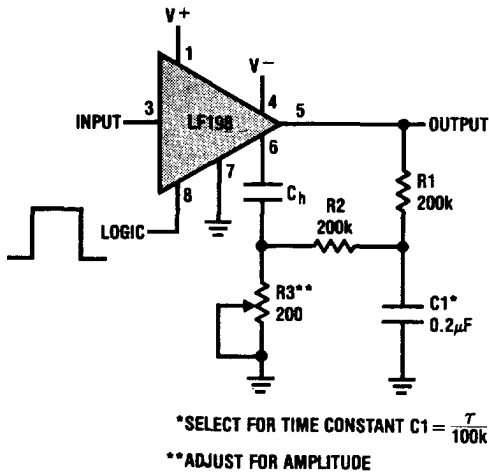 V+
1
V−
3
4
5
INPUT
LF198
OUTPUT
6
7
8
Ch
R1
200k
LOGIC
R2
200k
R3**
200
C1*
0.2μF
*SELECT FOR TIME CONSTANT C1 = τ/100k
**ADJUST FOR AMPLITUDE